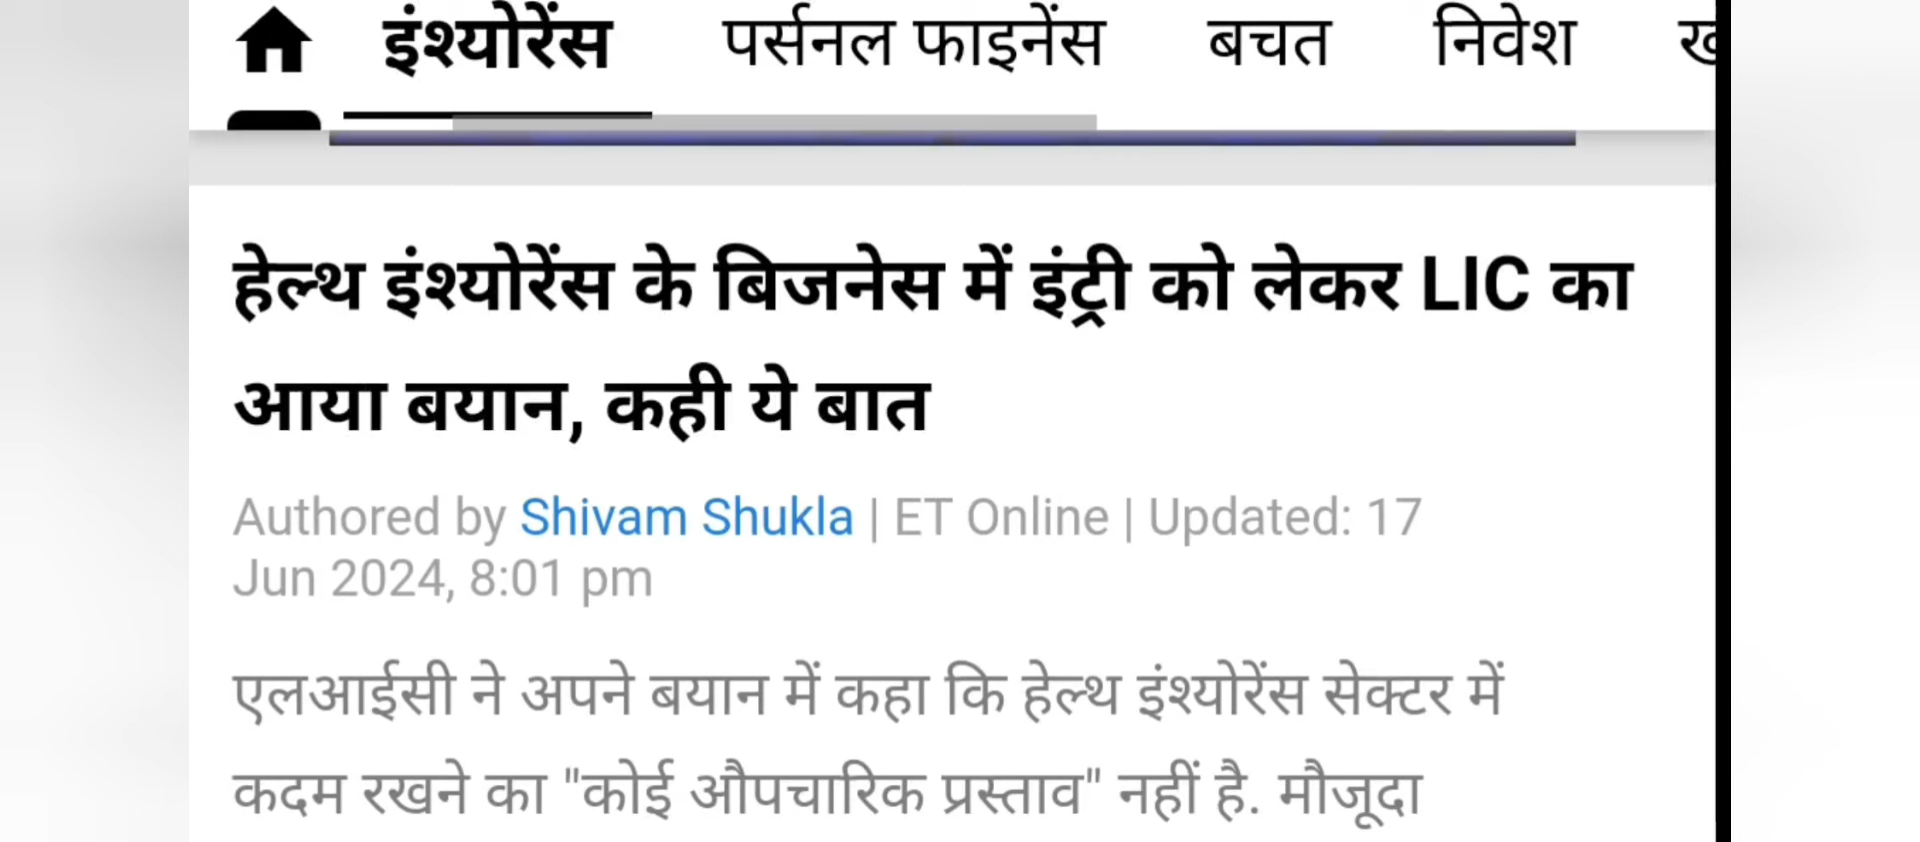 इंश्योरेंस पर्सनल फाइनेंस बचत निवेश
हेल्थ इंश्योरेंस के बिजनेस में इंट्री को लेकर LIC का
आया बयान, कही ये बात
Authored by Shivam Shukla | ET Online | Updated: 17
Jun 2024, 8:01 pm
एलआईसी ने अपने बयान में कहा कि हेल्थ इंश्योरेंस सेक्टर में
कदम रखने का "कोई औपचारिक प्रस्ताव" नहीं है. मौजूदा